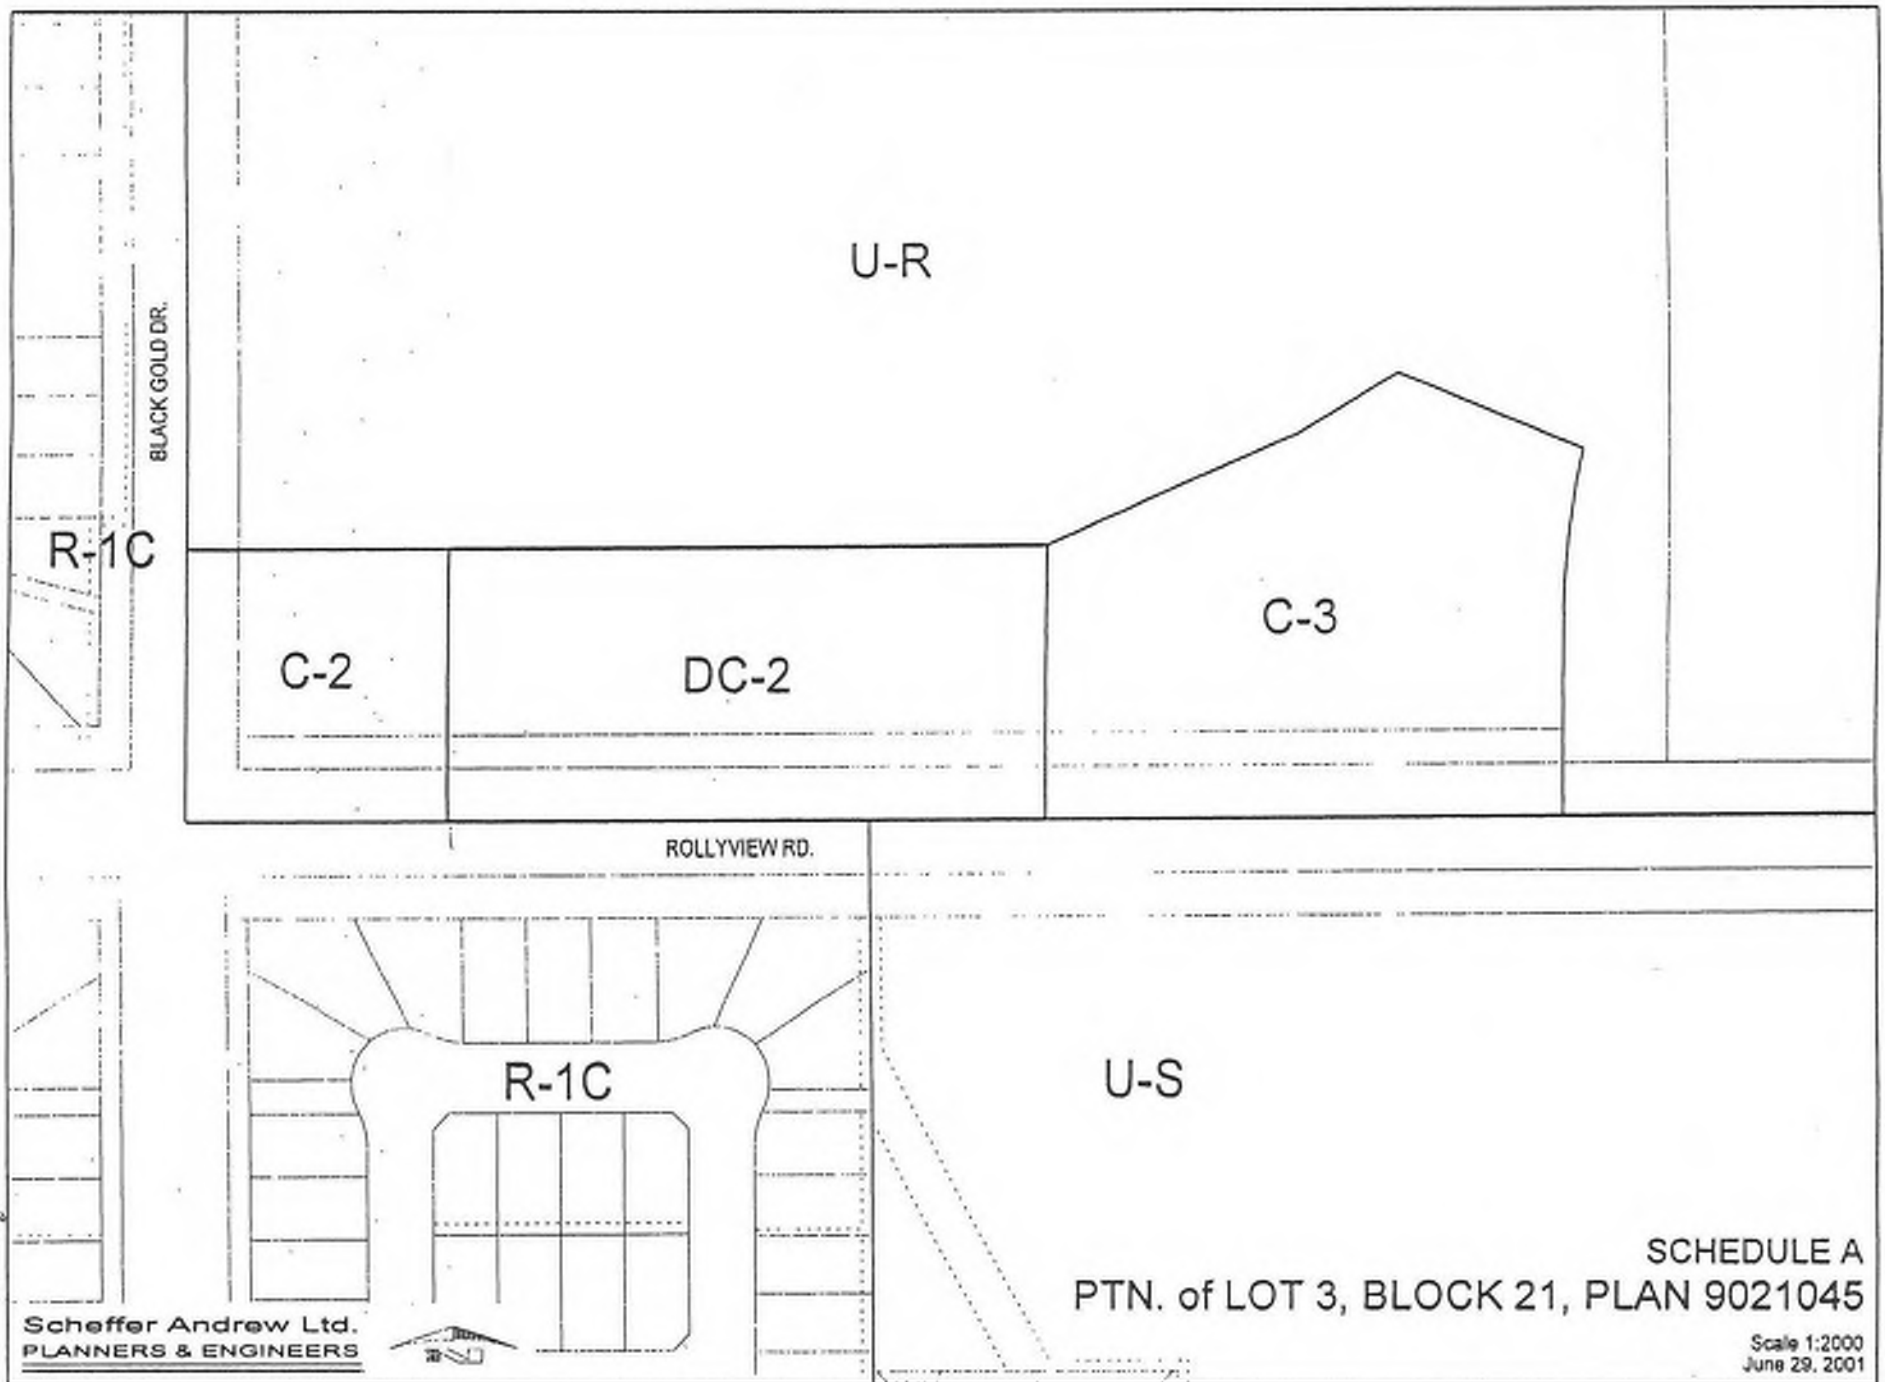 U-R
BLACK GOLD DR.
R-1C
C-2
DC-2
C-3
ROLLYVIEW RD.
R-1C
U-S
SCHEDULE A
PTN. of LOT 3, BLOCK 21, PLAN 9021045
Scale 1:2000
June 29, 2001
Scheffer Andrew Ltd.
PLANNERS & ENGINEERS